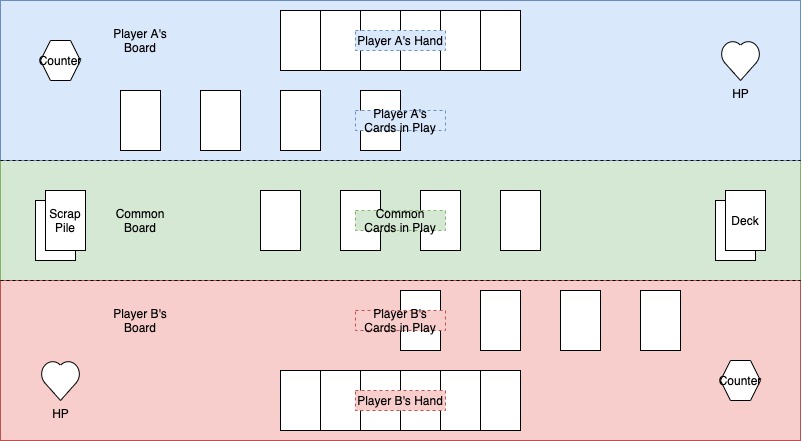 Player A's
Board
Counter
Player A's Hand
HP
Player A's
Cards in Play
Scrap
Pile
Common
Board
Common
Cards in Play
Deck
Player B's
Board
Player B's
Cards in Play
HP
Player B's Hand
Counter